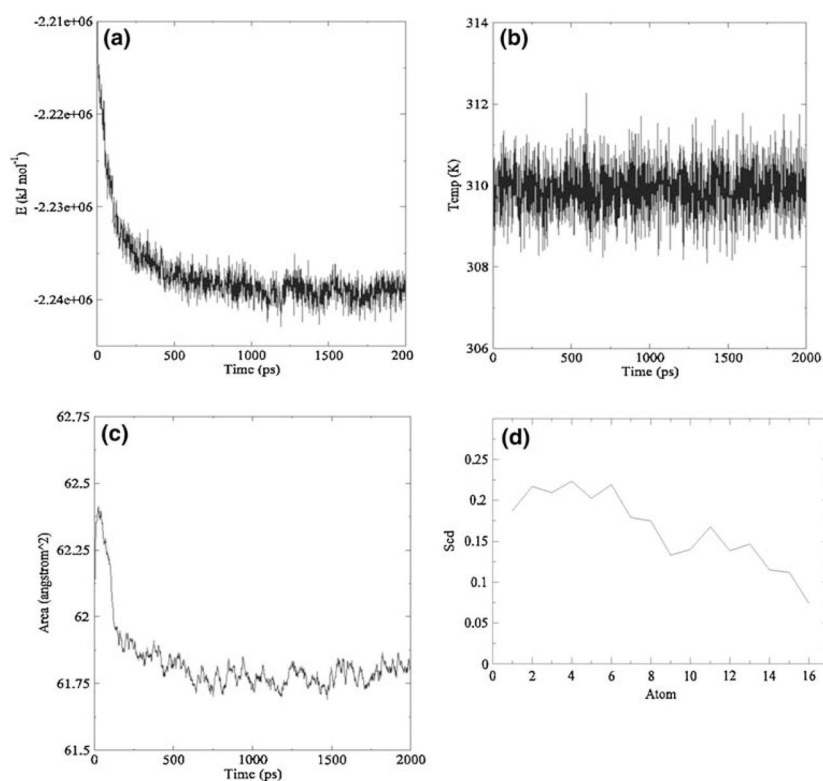 (a)
-2.21e+06
-2.22e+06
-2.23e+06
-2.24e+06
E (kJ mol⁻¹)
0 500 1000 1500 200
Time (ps)
(b)
314
312
310
308
306
Temp (K)
0 500 1000 1500 2000
Time (ps)
(c)
62.75
62.5
62.25
62
61.75
61.5
Area (angstrom^2)
0 500 1000 1500 2000
Time (ps)
(d)
0.25
0.2
0.15
0.1
0.05
0
Scd
0 2 4 6 8 10 12 14 16
Atom